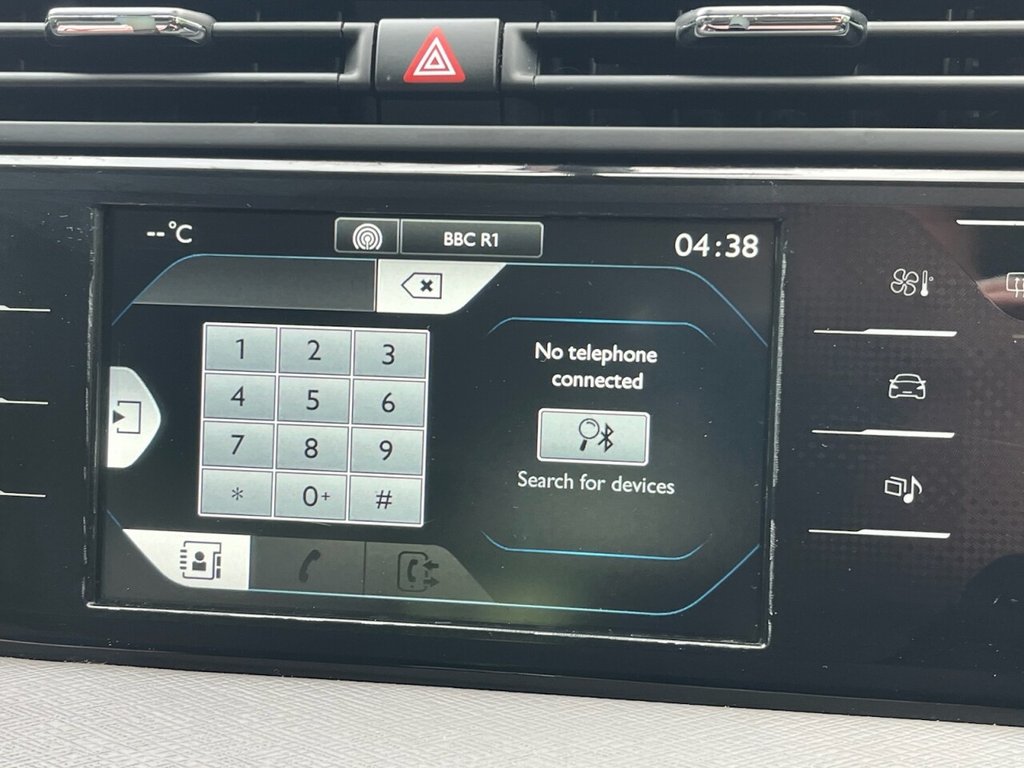 --°C
BBC R1
04:38
No telephone
connected
Search for devices
1 2 3
4 5 6
7 8 9
* 0+ #